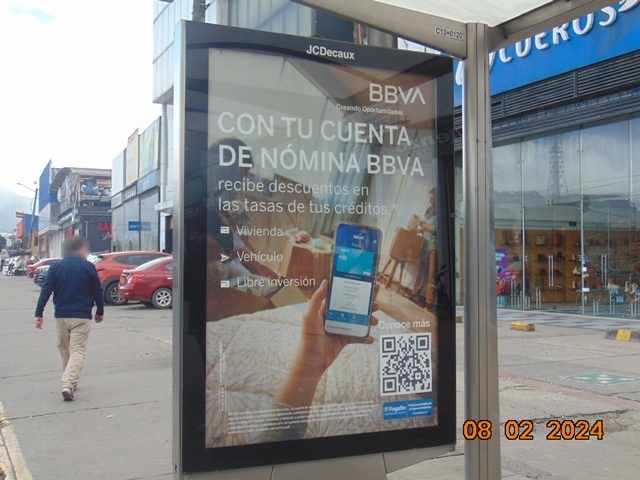 C13*0120
JCDecaux
CUEROS
BBVA
Creando Oportunidades
CON TU CUENTA
DE NÓMINA BBVA
recibe descuentos en
las tasas de tus créditos.
Vivienda
Vehículo
Libre inversión
Conoce más
Fogafín
08 02 2024